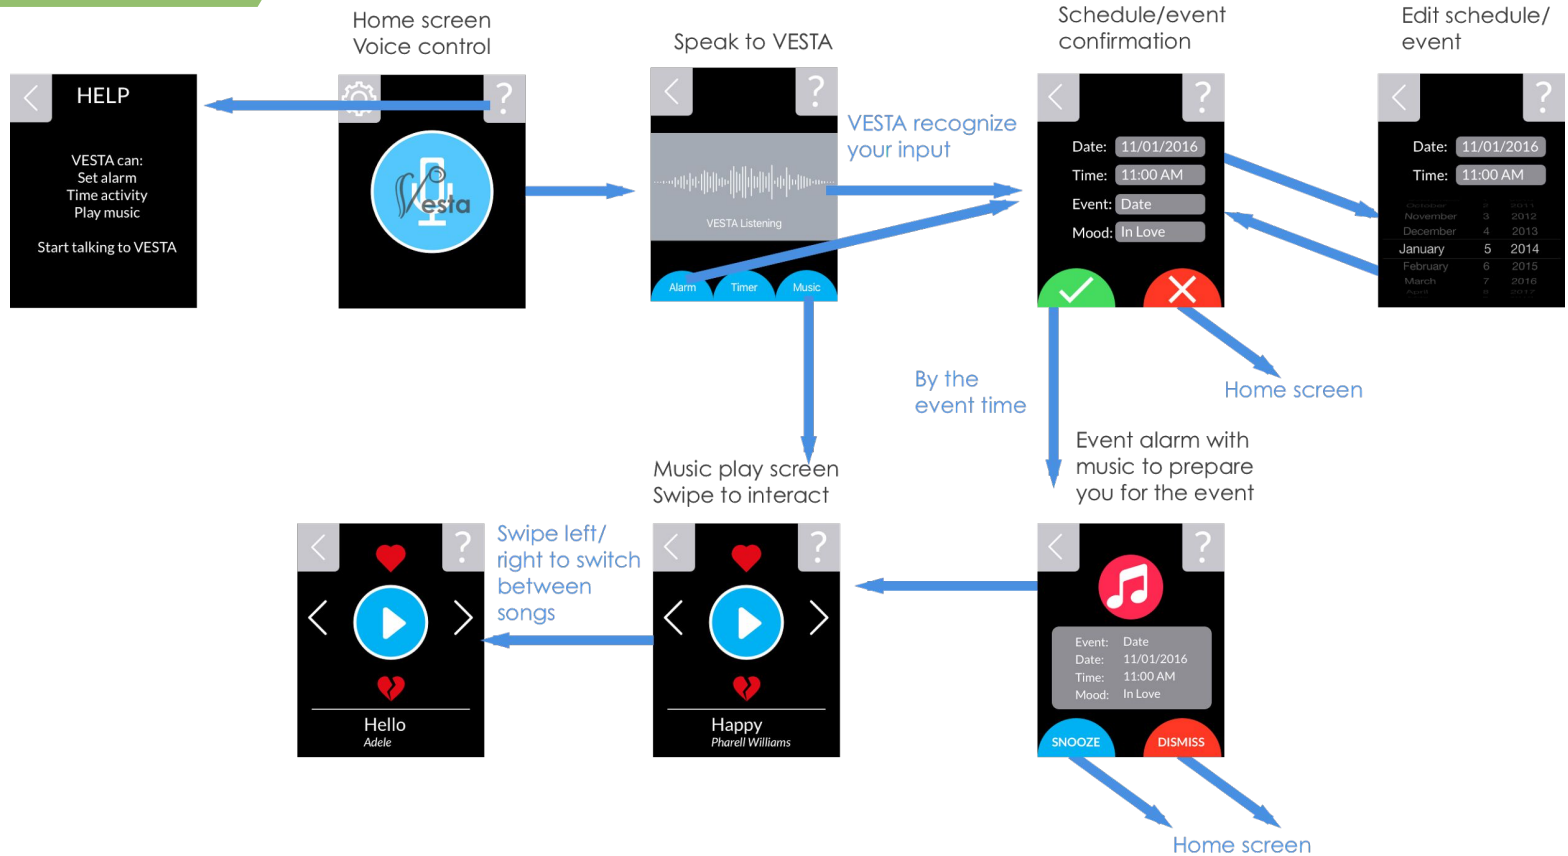 Home screen
Voice control
Speak to VESTA
Schedule/event
confirmation
Edit schedule/
event
HELP
VESTA can:
Set alarm
Time activity
Play music
Start talking to VESTA
?
Vesta
?
VESTA Listening
Alarm
Timer
Music
VESTA recognize
your input
?
Date: 11/01/2016
Time: 11:00 AM
Event: Date
Mood: In Love
?
Date: 11/01/2016
Time: 11:00 AM
October 2 2011
November 3 2012
December 4 2013
January 5 2014
February 6 2015
March 7 2016
April 8 2017
By the
event time
Home screen
Event alarm with
music to prepare
you for the event
Music play screen
Swipe to interact
Swipe left/
right to switch
between
songs
?
Hello
Adele
?
Happy
Pharell Williams
?
Event: Date
Date: 11/01/2016
Time: 11:00 AM
Mood: In Love
SNOOZE
DISMISS
Home screen